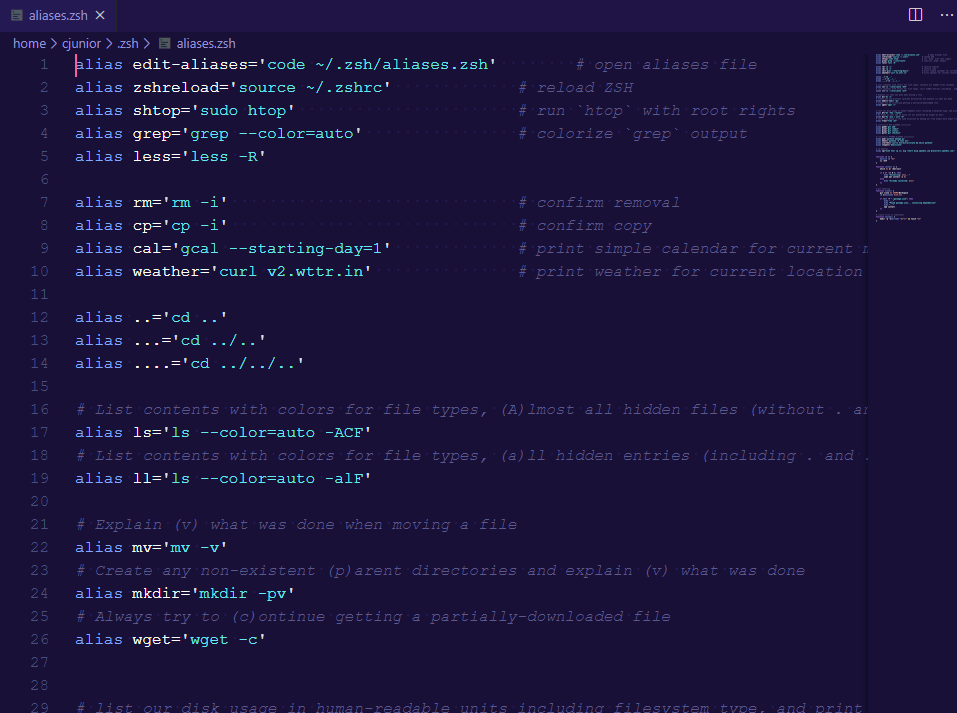 aliases.zsh
home > cjunior > .zsh > aliases.zsh
1 alias edit-aliases='code ~/.zsh/aliases.zsh' # open aliases file
2 alias zshreload='source ~/.zshrc' # reload ZSH
3 alias shtop='sudo htop' # run `htop` with root rights
4 alias grep='grep --color=auto' # colorize `grep` output
5 alias less='less -R'
6
7 alias rm='rm -i' # confirm removal
8 alias cp='cp -i' # confirm copy
9 alias cal='gcal --starting-day=1' # print simple calendar for current
10 alias weather='curl v2.wttr.in' # print weather for current location
11
12 alias ..='cd ..'
13 alias ...='cd ../..'
14 alias ....='cd ../../..'
15
16 # List contents with colors for file types, (A)lmost all hidden files (without . a
17 alias ls='ls --color=auto -ACF'
18 # List contents with colors for file types, (a)ll hidden entries (including . and .
19 alias ll='ls --color=auto -alF'
20
21 # Explain (v) what was done when moving a file
22 alias mv='mv -v'
23 # Create any non-existent (p)arent directories and explain (v) what was done
24 alias mkdir='mkdir -pv'
25 # Always try to (c)ontinue getting a partially-downloaded file
26 alias wget='wget -c'
27
28
29 # list our disk usage in human-readable units including filesystem type, and print